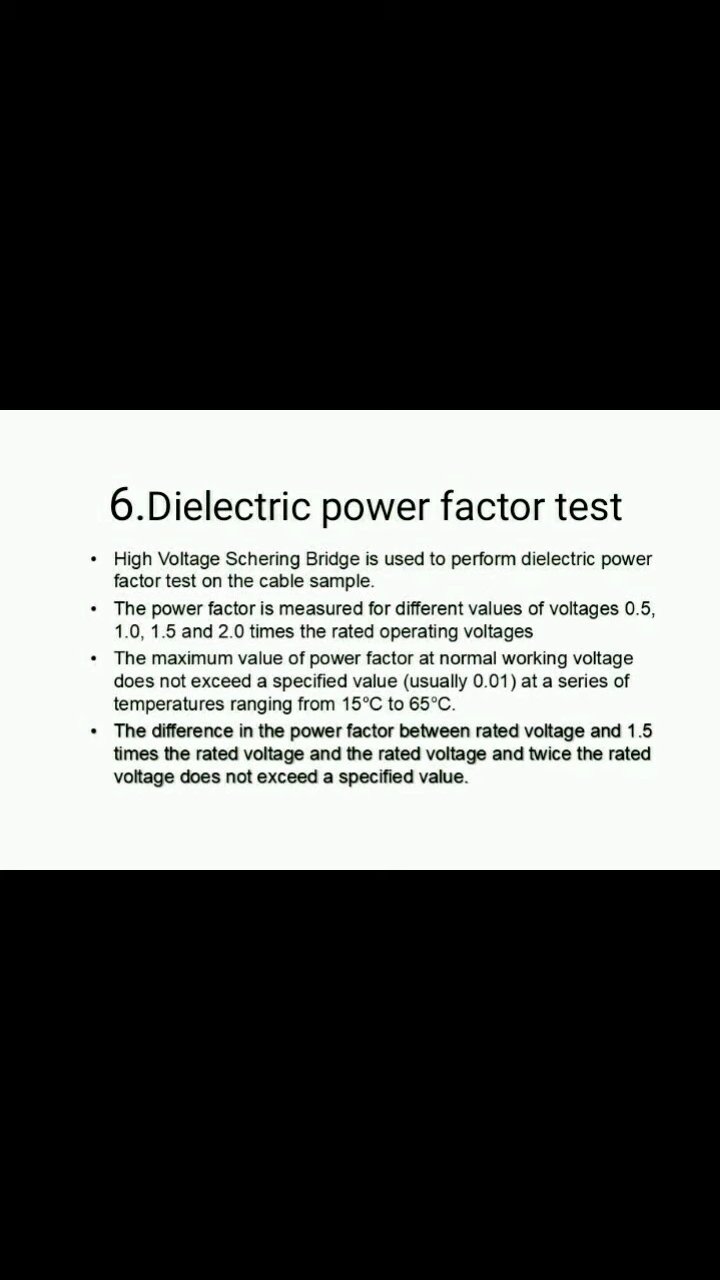 6.Dielectric power factor test
• High Voltage Schering Bridge is used to perform dielectric power
factor test on the cable sample.
• The power factor is measured for different values of voltages 0.5,
1.0, 1.5 and 2.0 times the rated operating voltages
• The maximum value of power factor at normal working voltage
does not exceed a specified value (usually 0.01) at a series of
temperatures ranging from 15°C to 65°C.
• The difference in the power factor between rated voltage and 1.5
times the rated voltage and the rated voltage and twice the rated
voltage does not exceed a specified value.